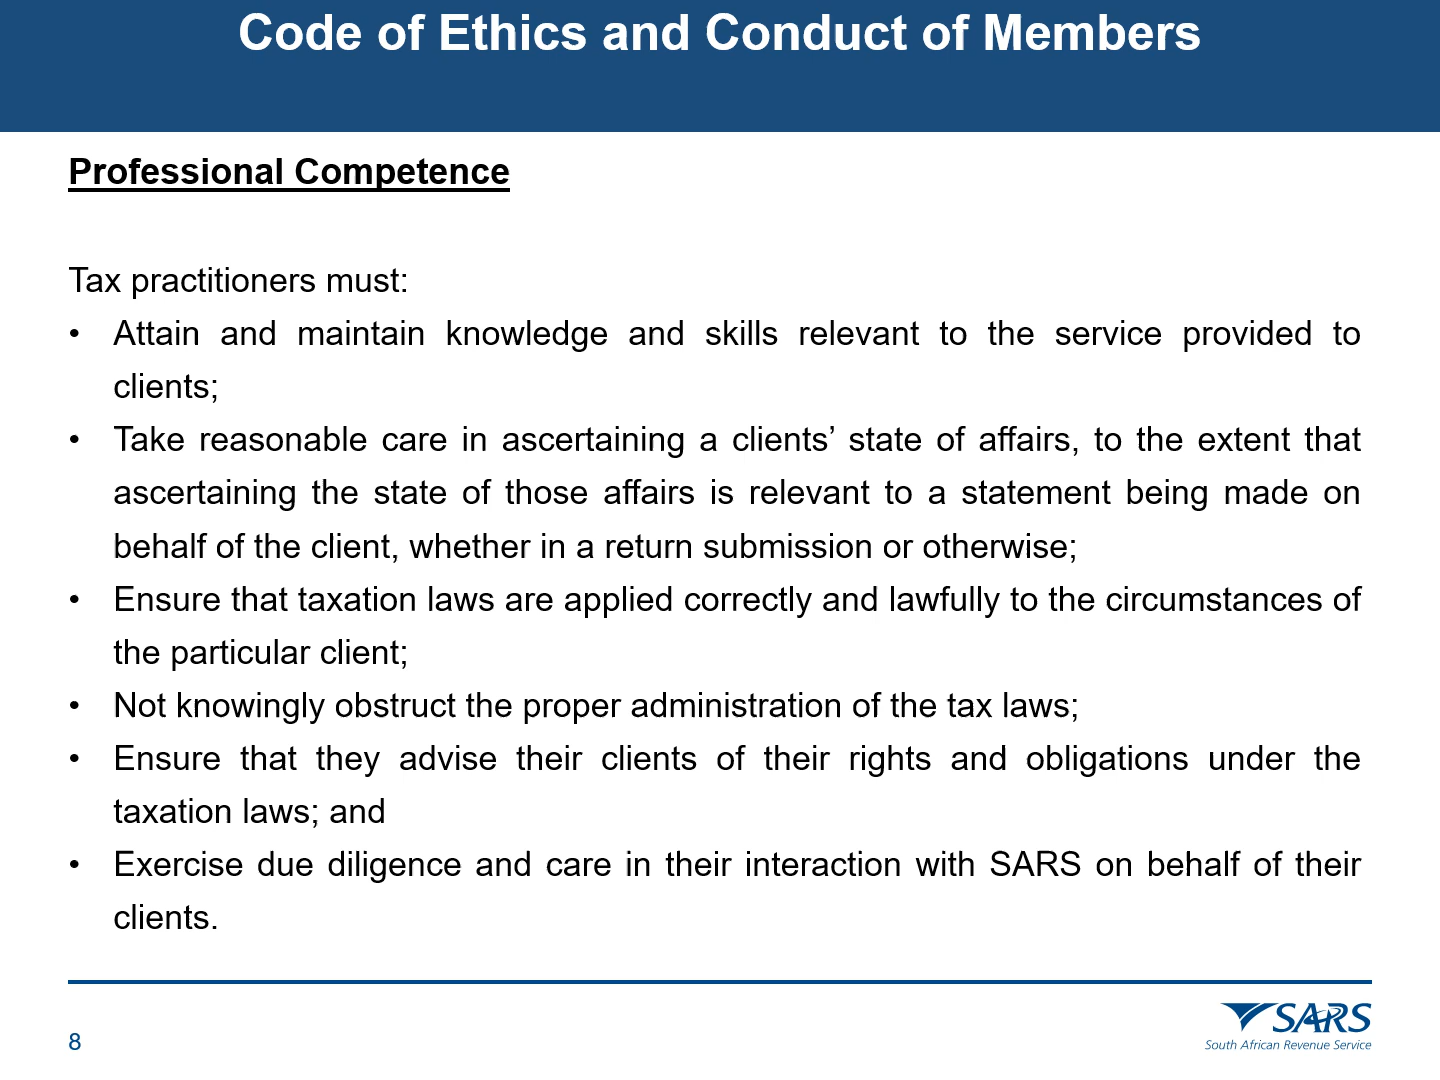 Code of Ethics and Conduct of Members
Professional Competence
Tax practitioners must:
• Attain and maintain knowledge and skills relevant to the service provided to
clients;
• Take reasonable care in ascertaining a clients’ state of affairs, to the extent that
ascertaining the state of those affairs is relevant to a statement being made on
behalf of the client, whether in a return submission or otherwise;
• Ensure that taxation laws are applied correctly and lawfully to the circumstances of
the particular client;
• Not knowingly obstruct the proper administration of the tax laws;
• Ensure that they advise their clients of their rights and obligations under the
taxation laws; and
• Exercise due diligence and care in their interaction with SARS on behalf of their
clients.
SARS
South African Revenue Service
8